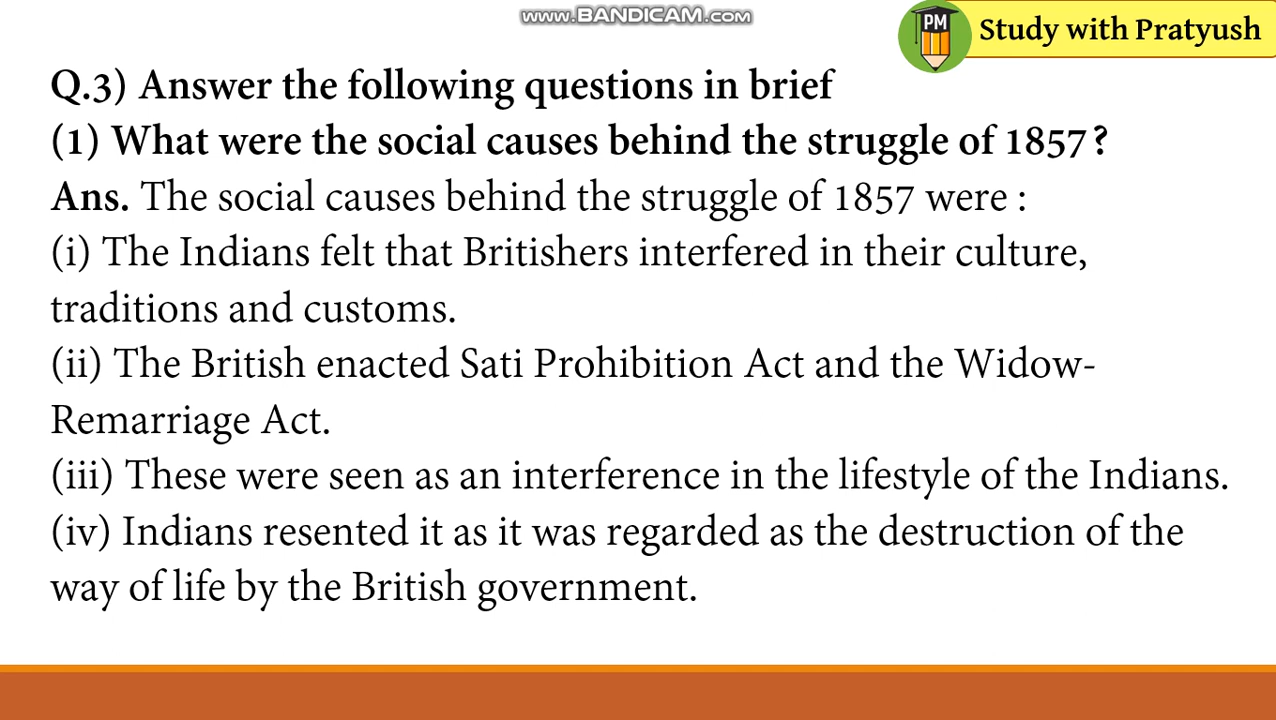 www.BANDICAM.com
PM
Study with Pratyush
Q.3) Answer the following questions in brief
(1) What were the social causes behind the struggle of 1857?
Ans. The social causes behind the struggle of 1857 were :
(i) The Indians felt that Britishers interfered in their culture,
traditions and customs.
(ii) The British enacted Sati Prohibition Act and the Widow-
Remarriage Act.
(iii) These were seen as an interference in the lifestyle of the Indians.
(iv) Indians resented it as it was regarded as the destruction of the
way of life by the British government.